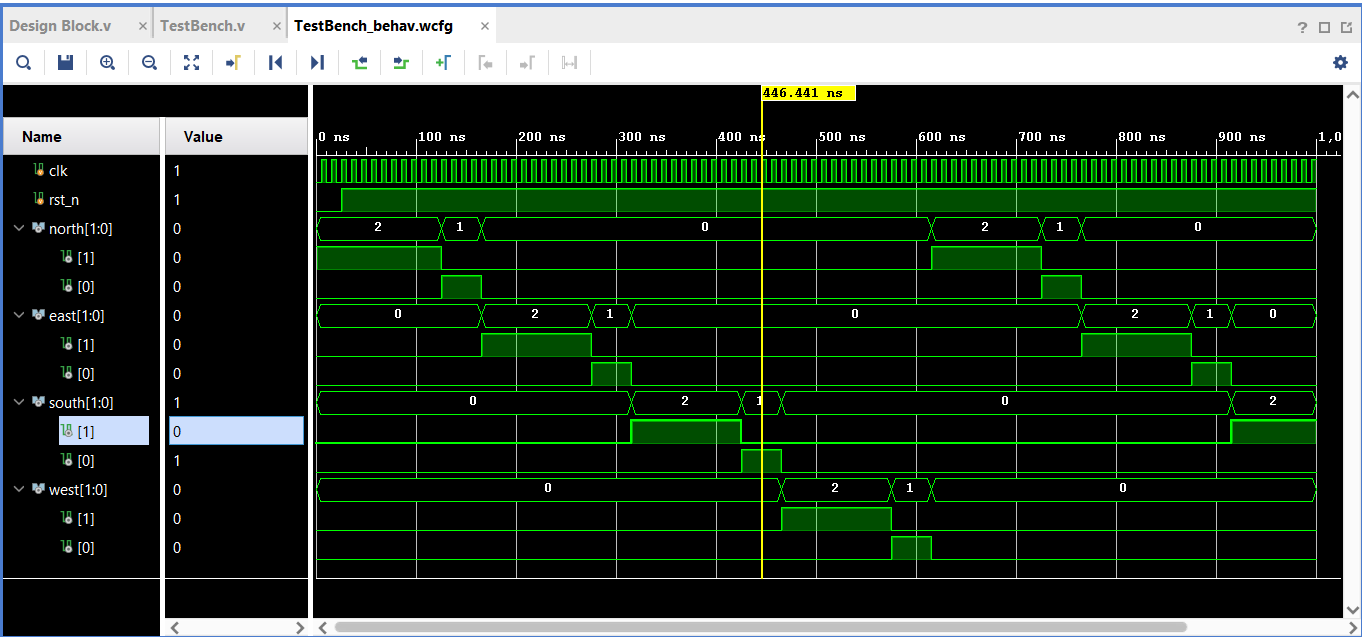 Design Block.v × TestBench.v × TestBench_behav.wcfg × ?
446.441 ns
Name Value 0 ns 100 ns 200 ns 300 ns 400 ns 500 ns 600 ns 700 ns 800 ns 900 ns 1,0
clk 1
rst_n 1
north[1:0] 0 2 1 0 2 1 0
[1] 0
[0] 0
east[1:0] 0 0 2 1 0 2 1 0
[1] 0
[0] 0
south[1:0] 1 0 2 1 0 2
[1] 0
[0] 1
west[1:0] 0 0 2 1 0
[1] 0
[0] 0